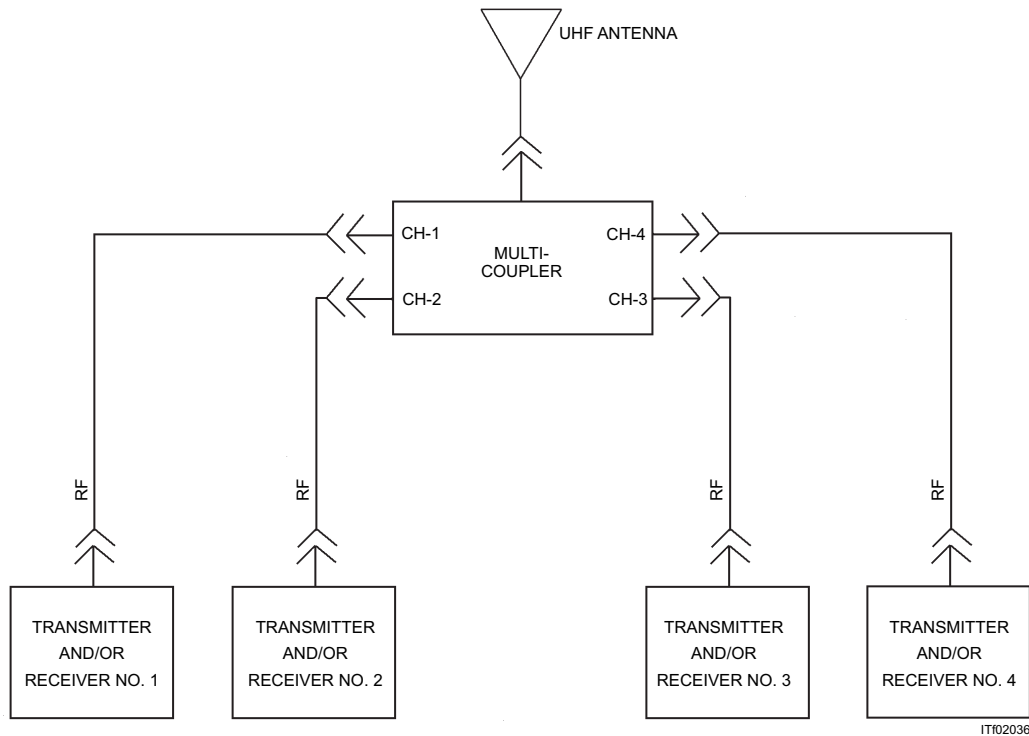 UHF ANTENNA
CH-1
MULTI-
COUPLER
CH-4
CH-2
CH-3
RF
RF
RF
RF
TRANSMITTER
AND/OR
RECEIVER NO. 1
TRANSMITTER
AND/OR
RECEIVER NO. 2
TRANSMITTER
AND/OR
RECEIVER NO. 3
TRANSMITTER
AND/OR
RECEIVER NO. 4
ITf02036